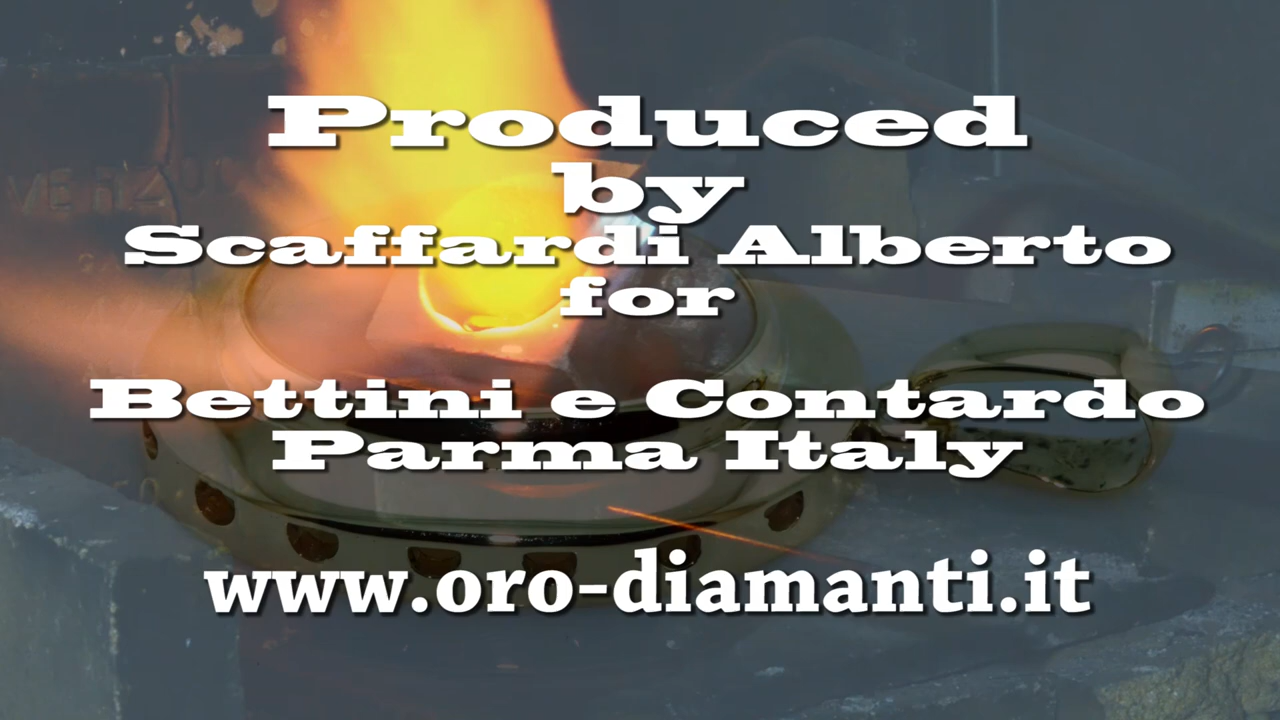 Produced
by
Scaffardi Alberto
for
Bettini e Contardo
Parma Italy
www.oro-diamanti.it